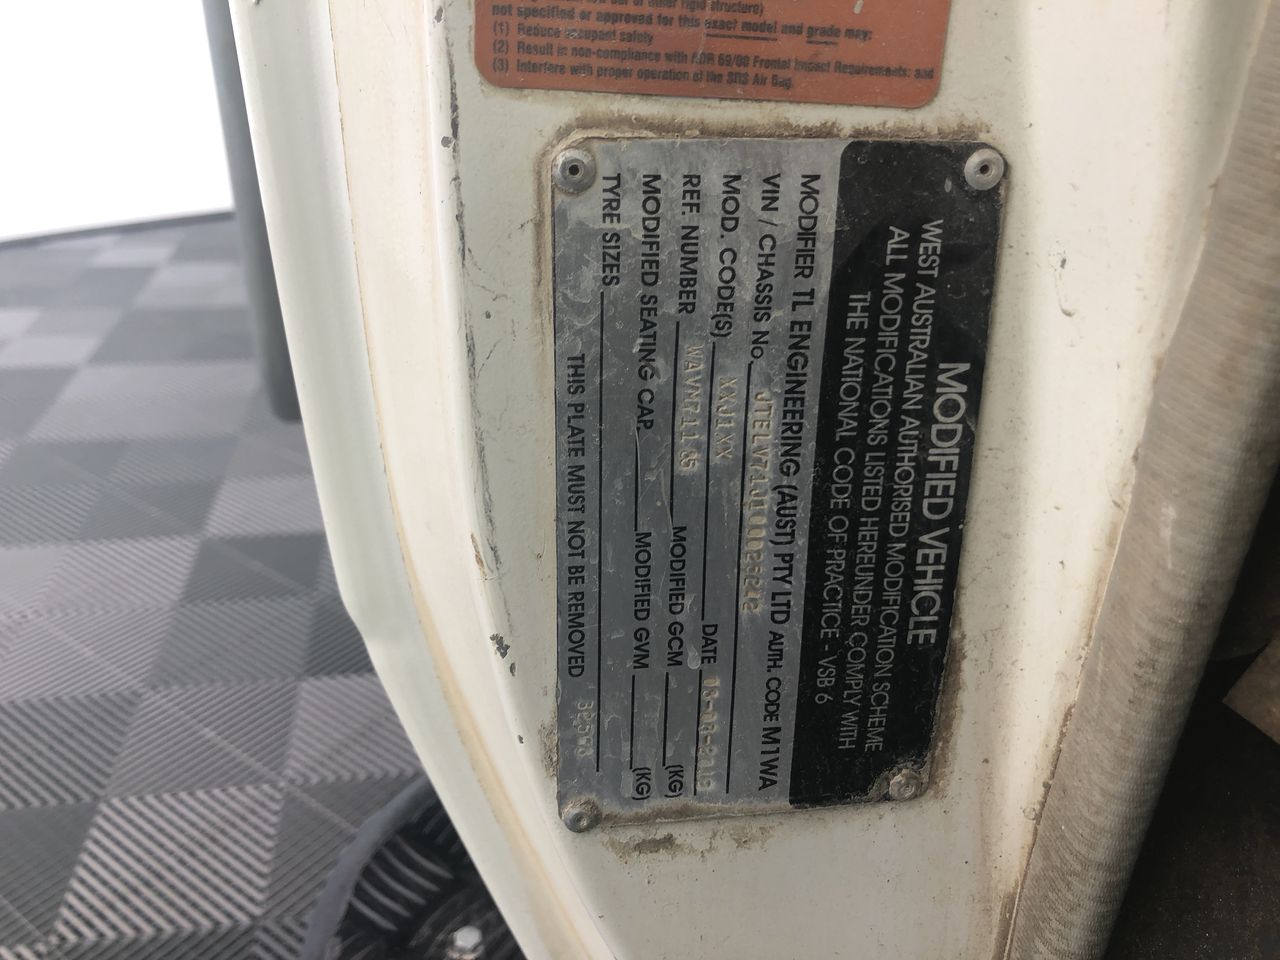 not specified or approved for this exact model and grade may:
(1) Reduce occupant safety
(2) Result in non-compliance with ADR 69/00 Frontal Impact Requirements: and
(3) Interfere with proper operation of the SRS Air Bag.
MODIFIED VEHICLE
WEST AUSTRALIAN AUTHORISED MODIFICATION SCHEME
ALL MODIFICATIONS LISTED HEREUNDER COMPLY WITH
THE NATIONAL CODE OF PRACTICE - VSB 6
MODIFIER TL ENGINEERING (AUST) PTY LTD AUTH. CODE M1WA
VIN / CHASSIS No.
MOD. CODE(S) XXJ1XX DATE
REF. NUMBER MODIFIED GCM (KG)
MODIFIED SEATING CAP. MODIFIED GVM (KG)
TYRE SIZES
THIS PLATE MUST NOT BE REMOVED